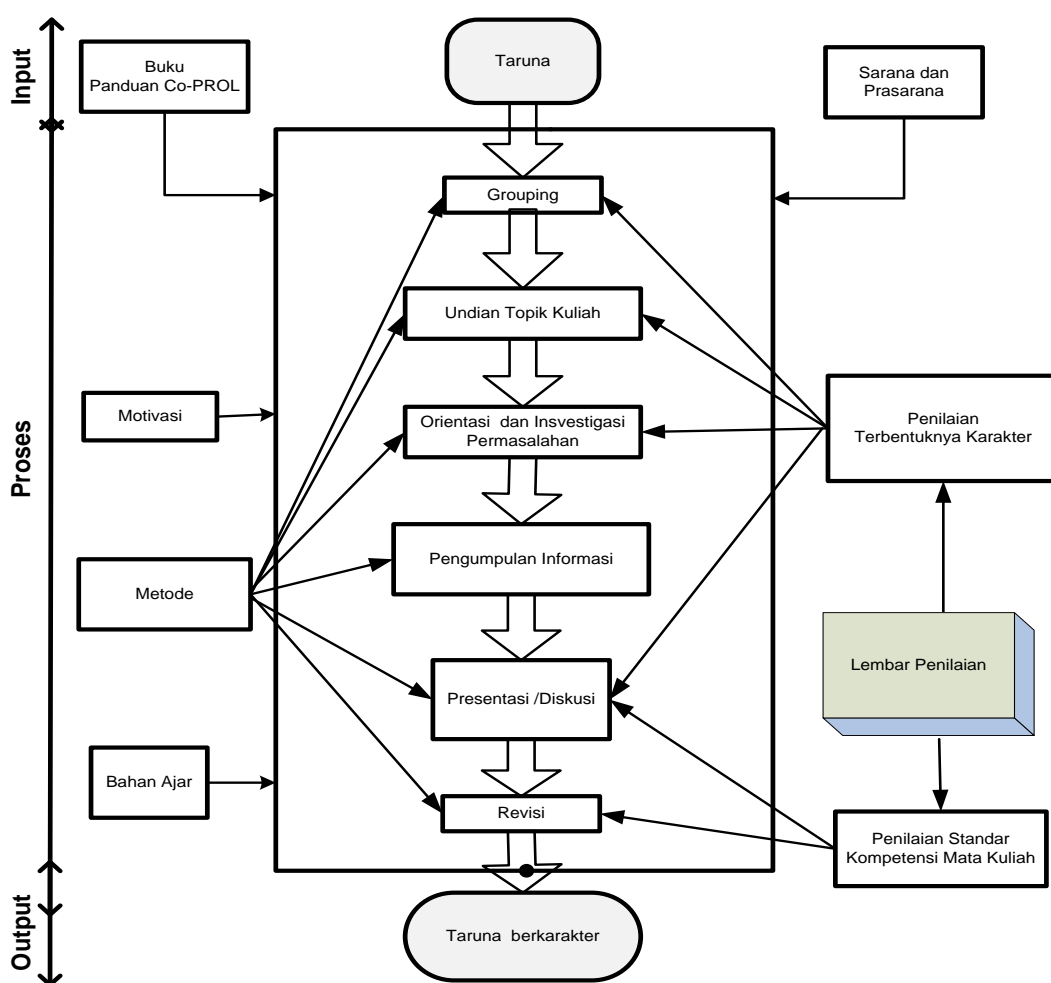 Input
Taruna
Buku
Panduan Co-PROL
Sarana dan
Prasarana
Grouping
Undian Topik Kuliah
Proses
Motivasi
Orientasi dan Insvestigasi
Permasalahan
Penilaian
Terbentuknya Karakter
Pengumpulan Informasi
Metode
Lembar Penilaian
Presentasi /Diskusi
Bahan Ajar
Revisi
Penilaian Standar
Kompetensi Mata Kuliah
Output
Taruna berkarakter